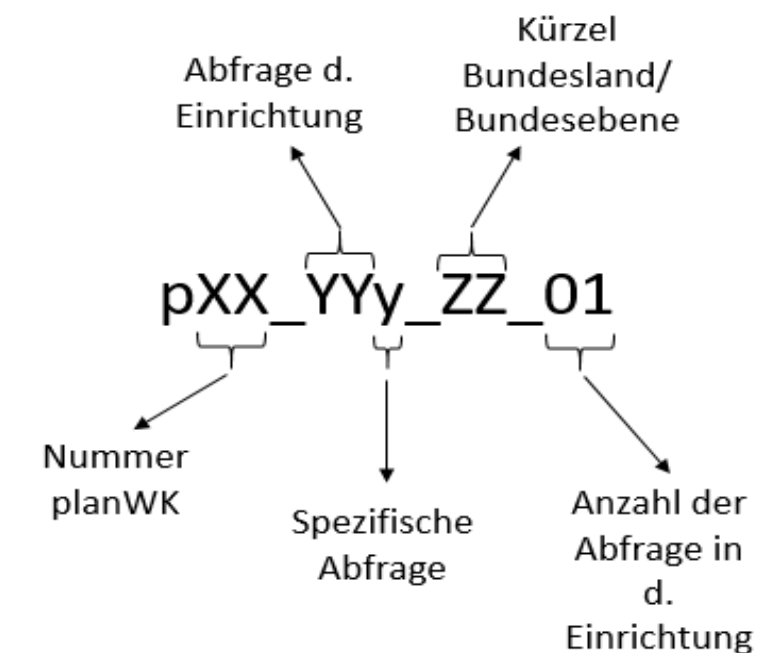 Kürzel
Bundesland/
Bundesebene
Abfrage d.
Einrichtung
pXX_YYy_ZZ_01
Nummer
planWK
Spezifische
Abfrage
Anzahl der
Abfrage in
d.
Einrichtung